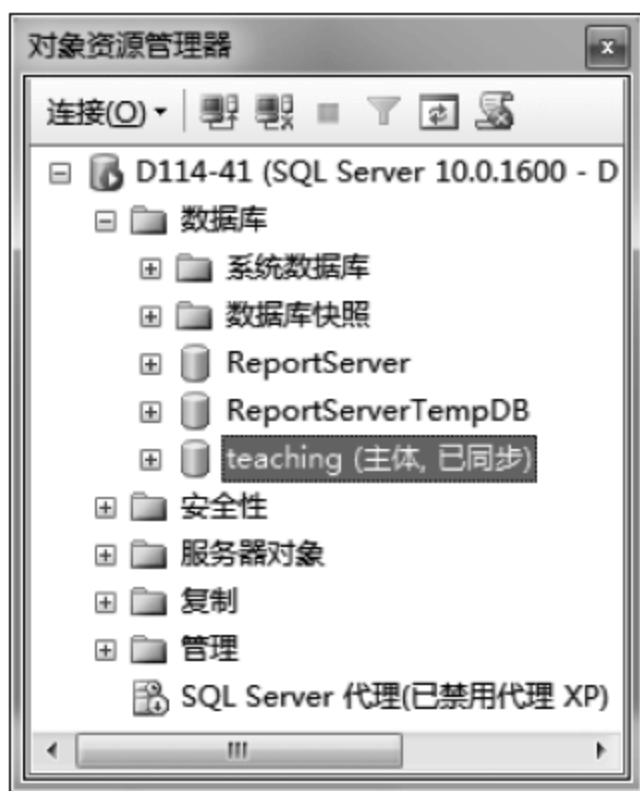 对象资源管理器
连接(O)
D114-41 (SQL Server 10.0.1600 - D
数据库
系统数据库
数据库快照
ReportServer
ReportServerTempDB
teaching (主体, 已同步)
安全性
服务器对象
复制
管理
SQL Server 代理(已禁用代理 XP)